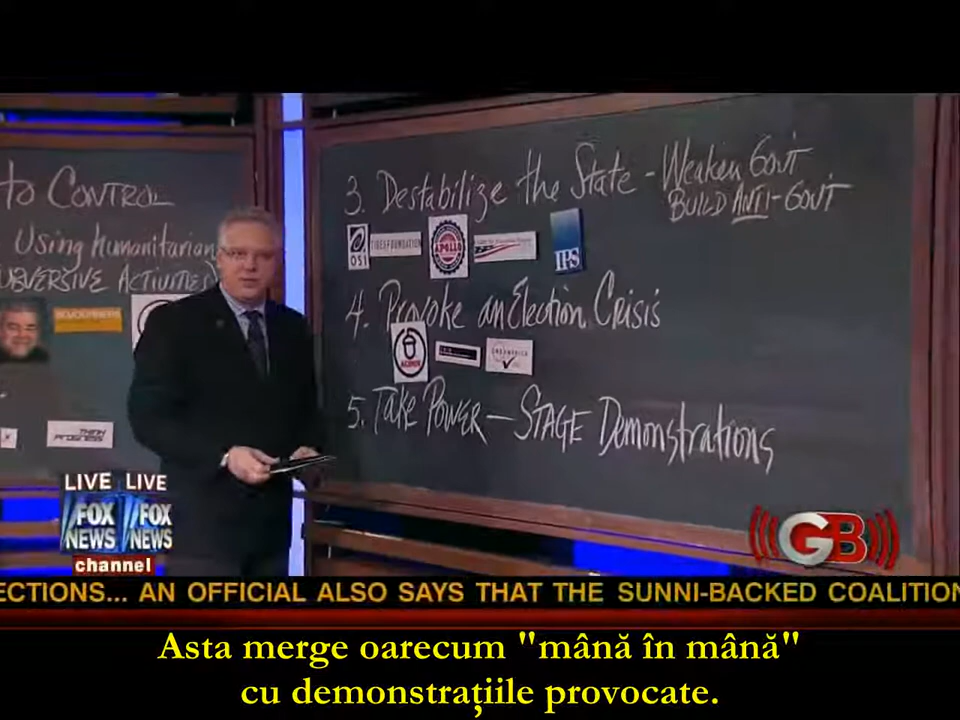 to CONTROL
Using Humanitarian
SUBVERSIVE ACTIVITIES)
THINK
PROGRESS
3. Destabilize the State - Weaken Gov't
BUILD ANTI-GOV'T
OSI
TIDES FOUNDATION
APOLLO
IPS
4. Provoke an Election Crisis
ACORN
5. Take Power — STAGE Demonstrations
LIVE LIVE
FOX NEWS FOX NEWS
channel
GB
ECTIONS... AN OFFICIAL ALSO SAYS THAT THE SUNNI-BACKED COALITION
Asta merge oarecum "mână în mână"
cu demonstrațiile provocate.